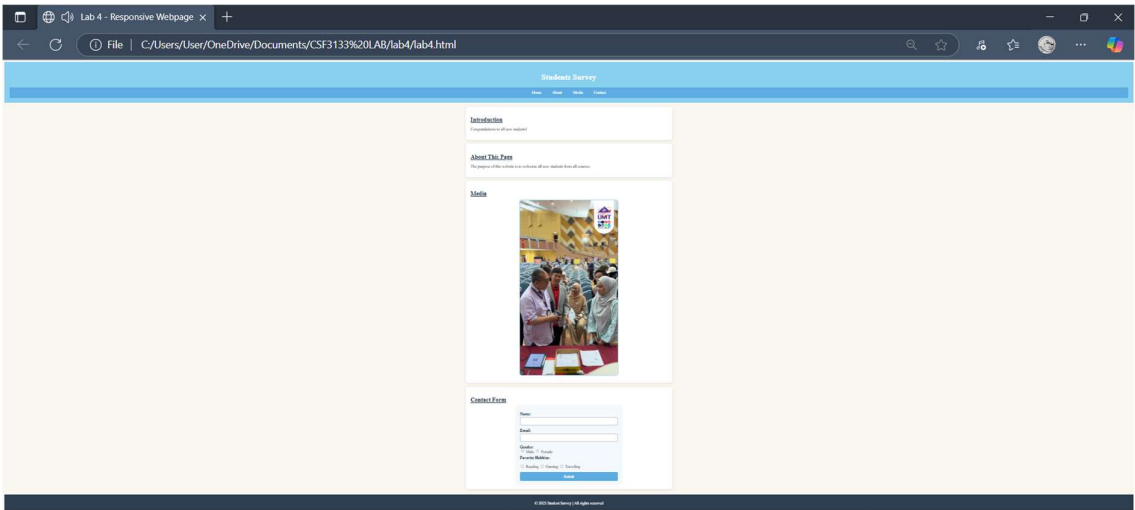 Lab 4 - Responsive Webpage
File C:/Users/User/OneDrive/Documents/CSF3133%20LAB/lab4/lab4.html
Students Survey
Home About Media Contact
Introduction
Congratulations to all new students!
About This Page
The purpose of this website is to welcome all new students from all courses.
Media
UMT
Contact Form
Name:
Email:
Gender:
Male Female
Favorite Hobbies:
Reading Gaming Traveling
Submit
© 2025 Student Survey | All rights reserved